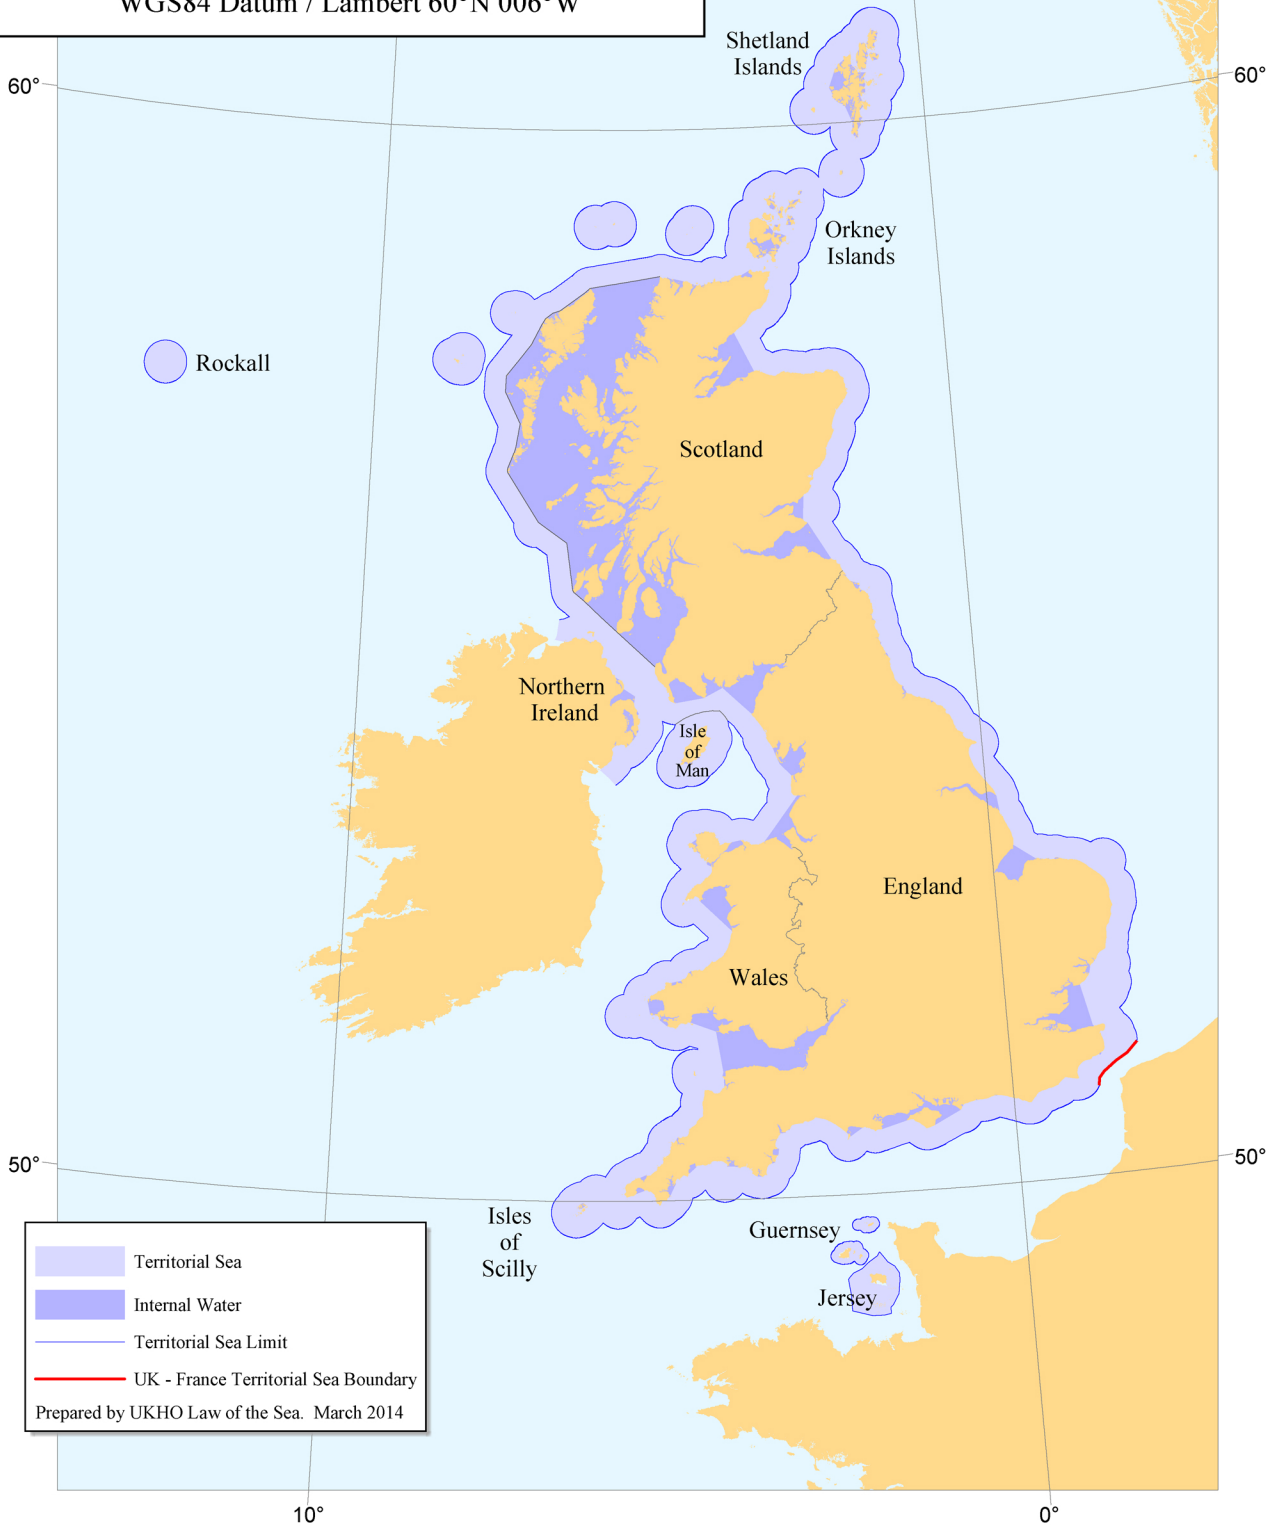 WGS84 Datum / Lambert 60°N 006°W
Shetland
Islands
60°
60°
Orkney
Islands
Rockall
Scotland
Northern
Ireland
Isle
of
Man
England
Wales
50°
50°
Isles
of
Scilly
Guernsey
Jersey
Territorial Sea
Internal Water
Territorial Sea Limit
UK - France Territorial Sea Boundary
Prepared by UKHO Law of the Sea. March 2014
10°
0°